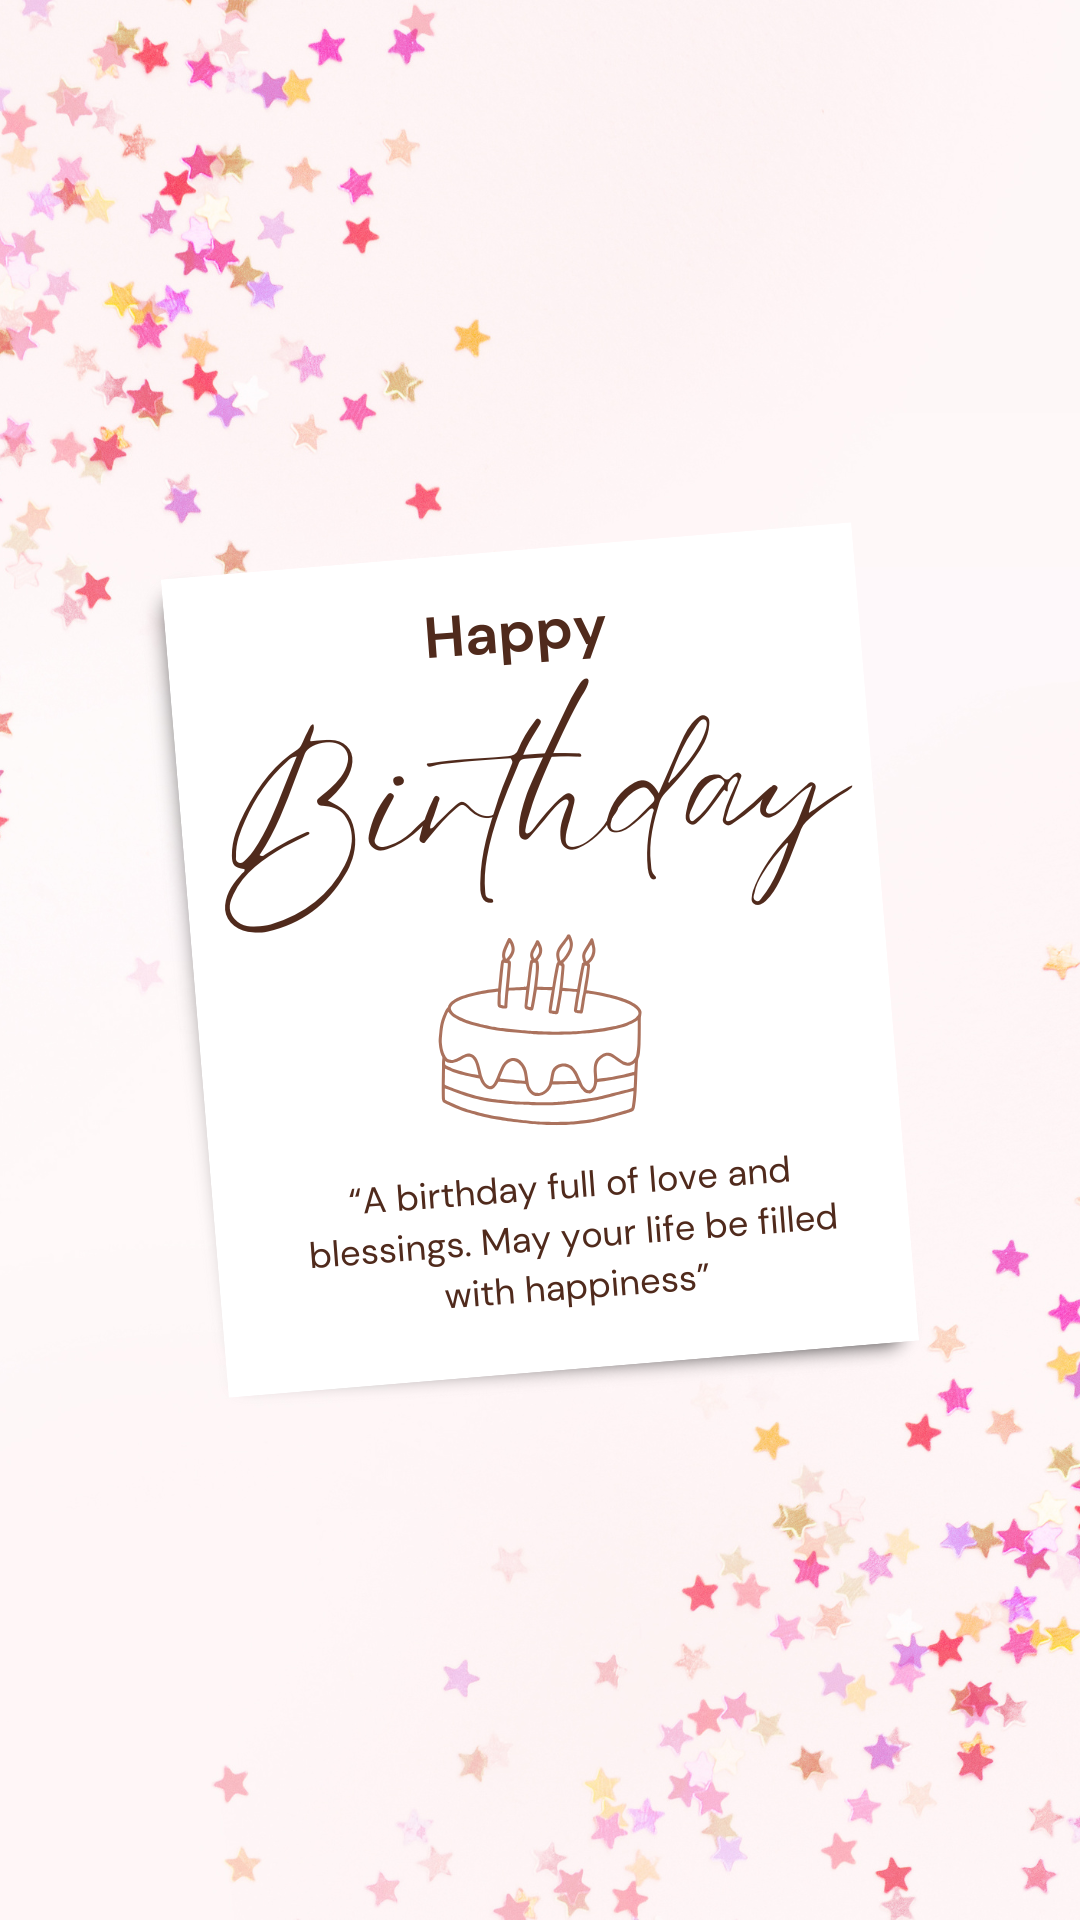 Happy
Birthday
“A birthday full of love and
blessings. May your life be filled
with happiness”